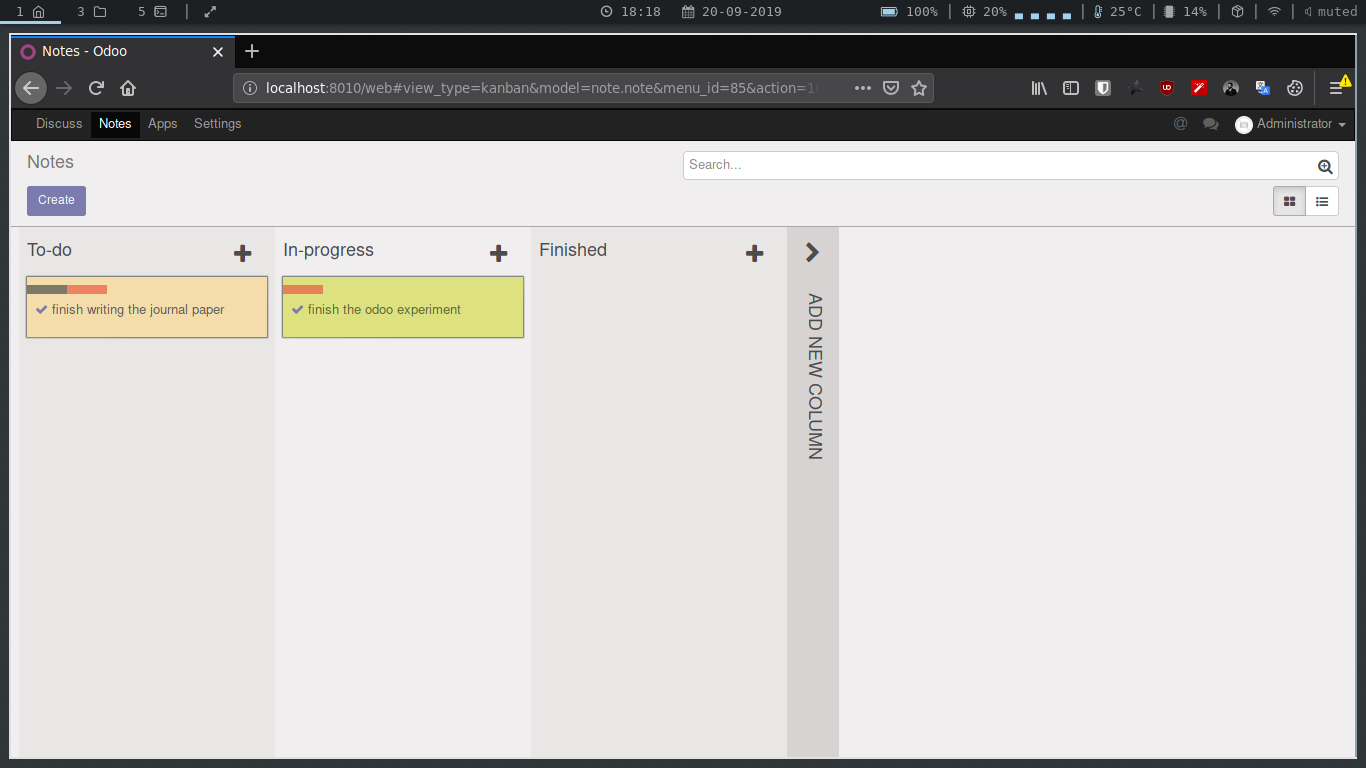 1 3 5 18:18 20-09-2019 100% 20% 25°C 14% muted
Notes - Odoo
localhost:8010/web#view_type=kanban&model=note.note&menu_id=85&action=1
Discuss Notes Apps Settings @ Administrator
Notes
Search...
Create
To-do In-progress Finished
finish writing the journal paper
finish the odoo experiment
ADD NEW COLUMN